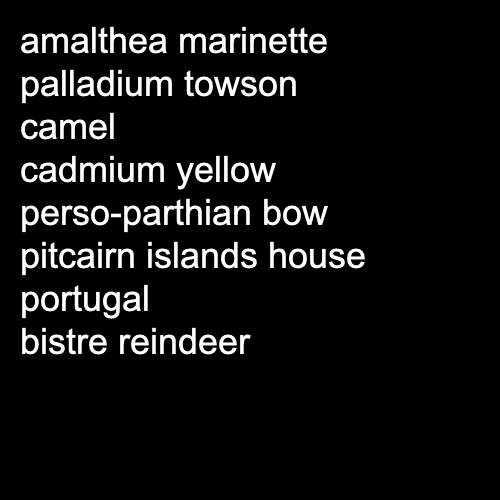 amalthea marinette
palladium towson
camel
cadmium yellow
perso-parthian bow
pitcairn islands house
portugal
bistre reindeer